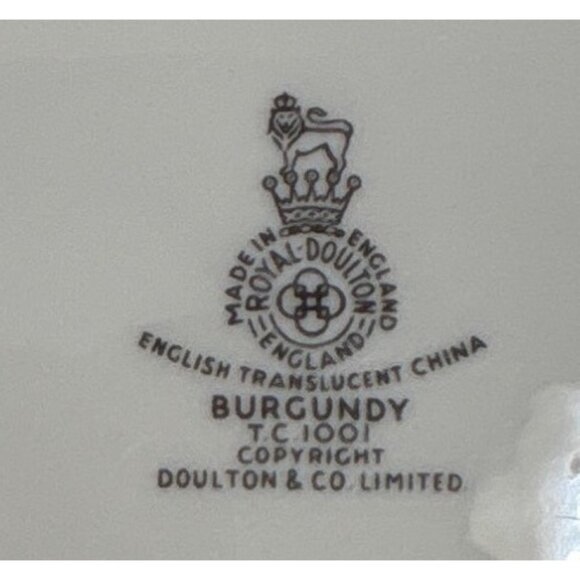 MADE IN ENGLAND
ROYAL-DOULTON
ENGLAND
ENGLISH TRANSLUCENT CHINA
BURGUNDY
T.C.1001
COPYRIGHT
DOULTON & CO. LIMITED.